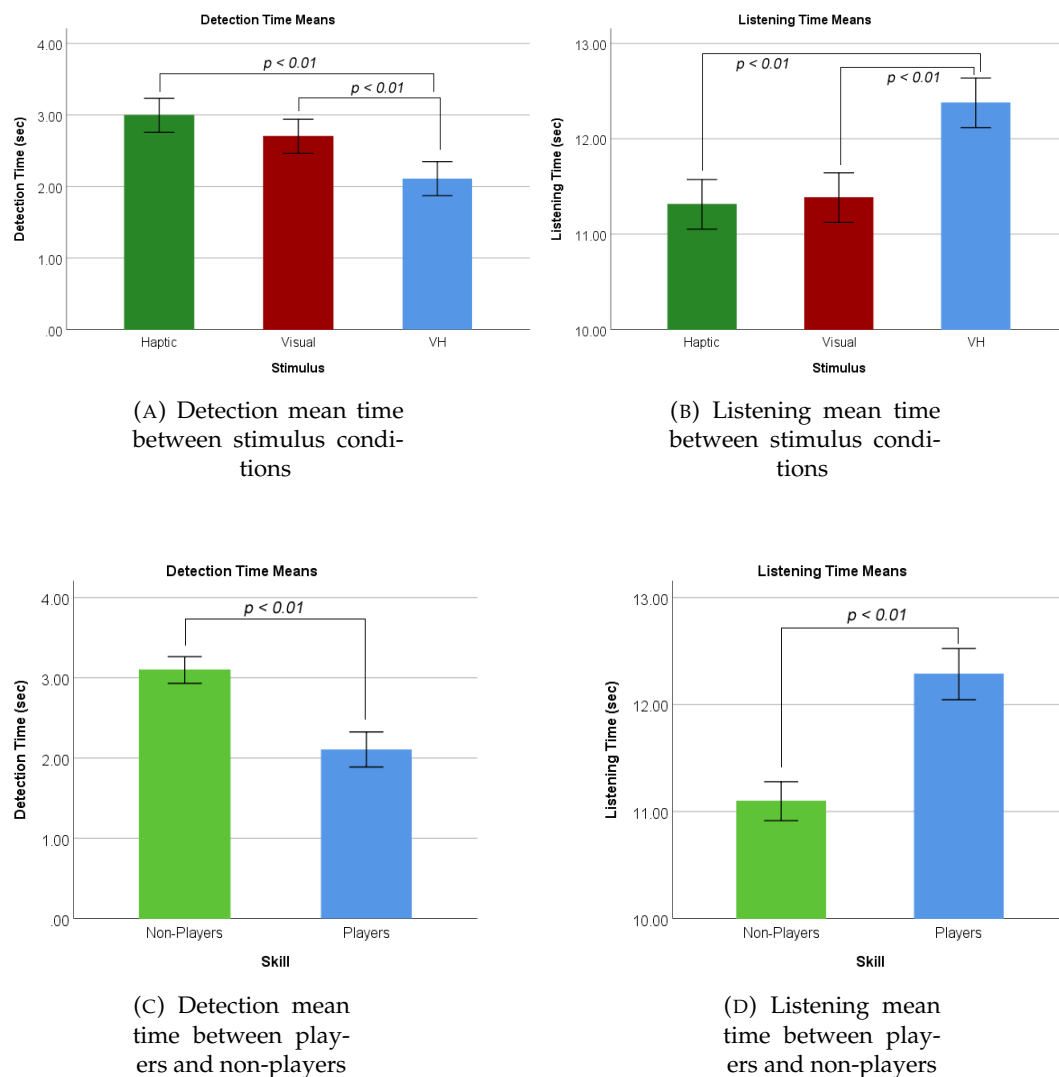 Detection Time Means
4.00
3.00
2.00
1.00
.00
Detection Time (sec)
p < 0.01
p < 0.01
Haptic Visual VH
Stimulus
(A) Detection mean time
between stimulus condi-
tions
Listening Time Means
13.00
12.00
11.00
10.00
Listening Time (sec)
p < 0.01
p < 0.01
Haptic Visual VH
Stimulus
(B) Listening mean time
between stimulus condi-
tions
Detection Time Means
4.00
3.00
2.00
1.00
.00
Detection Time (sec)
p < 0.01
Non-Players Players
Skill
(C) Detection mean
time between play-
ers and non-players
Listening Time Means
13.00
12.00
11.00
10.00
Listening Time (sec)
p < 0.01
Non-Players Players
Skill
(D) Listening mean
time between play-
ers and non-players